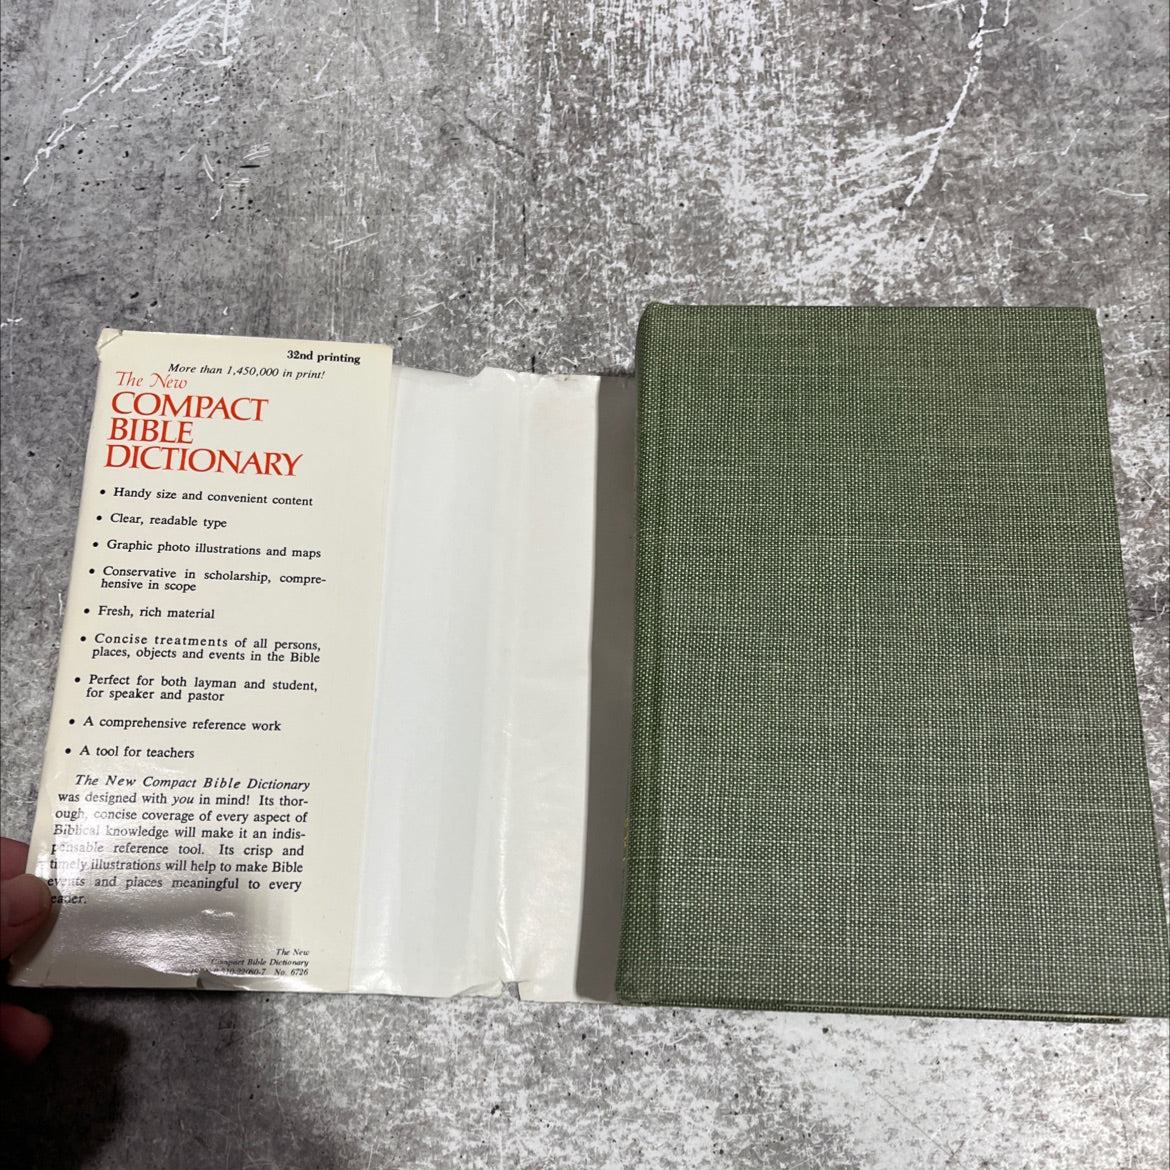 32nd printing
More than 1,450,000 in print!
The New
COMPACT
BIBLE
DICTIONARY
• Handy size and convenient content
• Clear, readable type
• Graphic photo illustrations and maps
• Conservative in scholarship, compre-
hensive in scope
• Fresh, rich material
• Concise treatments of all persons,
places, objects and events in the Bible
• Perfect for both layman and student,
for speaker and pastor
• A comprehensive reference work
• A tool for teachers
The New Compact Bible Dictionary
was designed with you in mind! Its thor-
ough, concise coverage of every aspect of
Biblical knowledge will make it an indis-
pensable reference tool. Its crisp and
timely illustrations will help to make Bible
events and places meaningful to every
eader.
The New
Compact Bible Dictionary
No. 6726